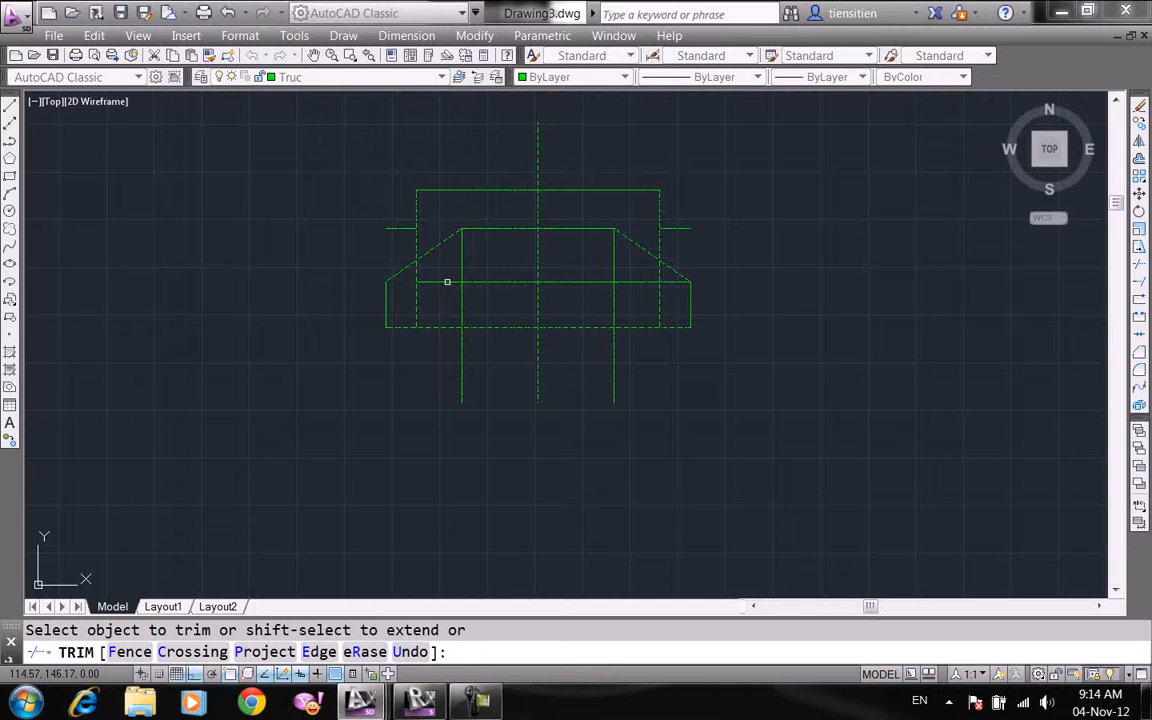 AutoCAD Classic Drawing3.dwg Type a keyword or phrase tiensitien
SD
File Edit View Insert Format Tools Draw Dimension Modify Parametric Window Help
Standard Standard Standard Standard
AutoCAD Classic Truc ByLayer ByLayer ByLayer ByColor
[−][Top][2D Wireframe]
N
W TOP E
S
WCS
Y
X
Model Layout1 Layout2
Select object to trim or shift-select to extend or
TRIM [Fence Crossing Project Edge eRase Undo]:
114.57, 146.17, 0.00 MODEL 1:1
EN 9:14 AM
04-Nov-12